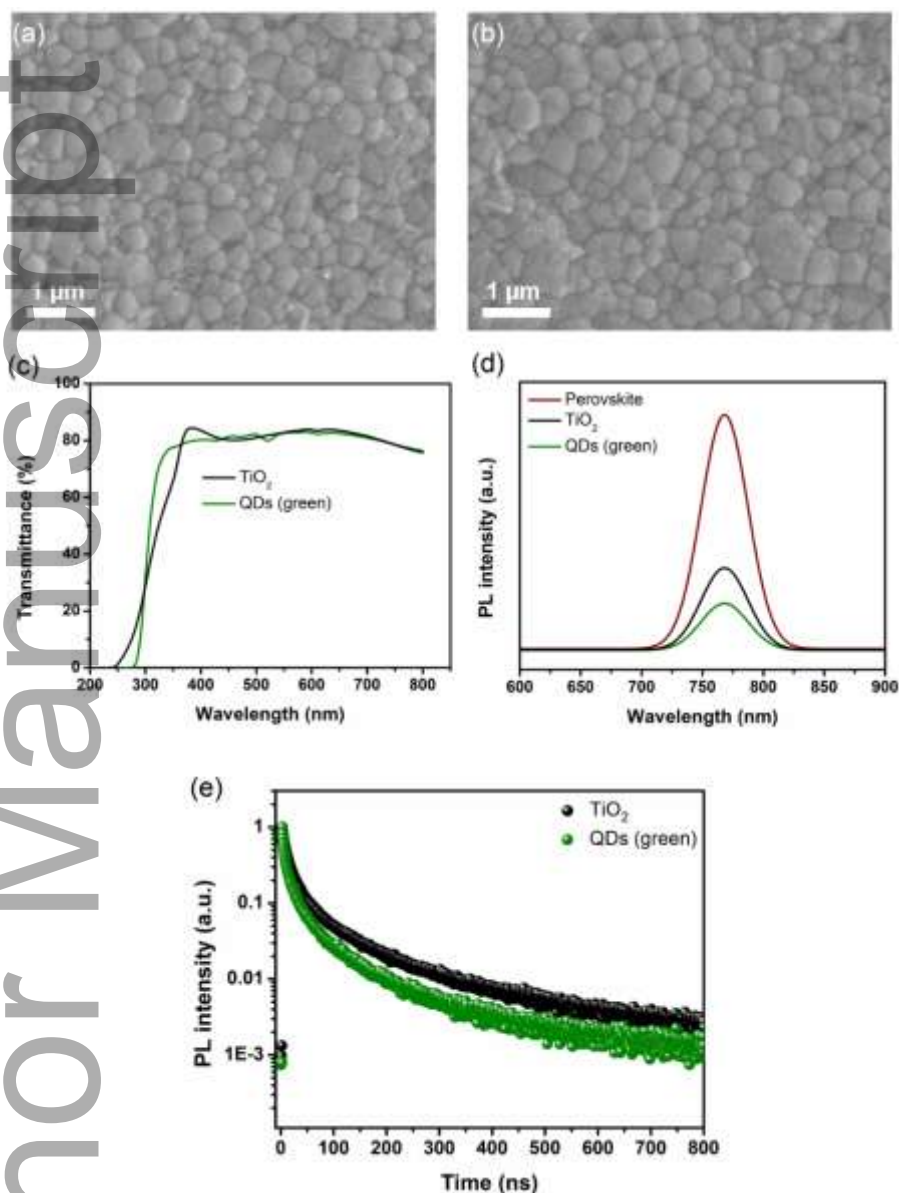 (a)
1 µm
(b)
1 µm
(c)
Transmittance (%)
100
80
60
40
20
0
TiO2
QDs (green)
200 300 400 500 600 700 800
Wavelength (nm)
(d)
PL intensity (a.u.)
Perovskite
TiO2
QDs (green)
600 650 700 750 800 850 900
Wavelength (nm)
(e)
PL intensity (a.u.)
1
0.1
0.01
1E-3
TiO2
QDs (green)
0 100 200 300 400 500 600 700 800
Time (ns)
nor Manuscript